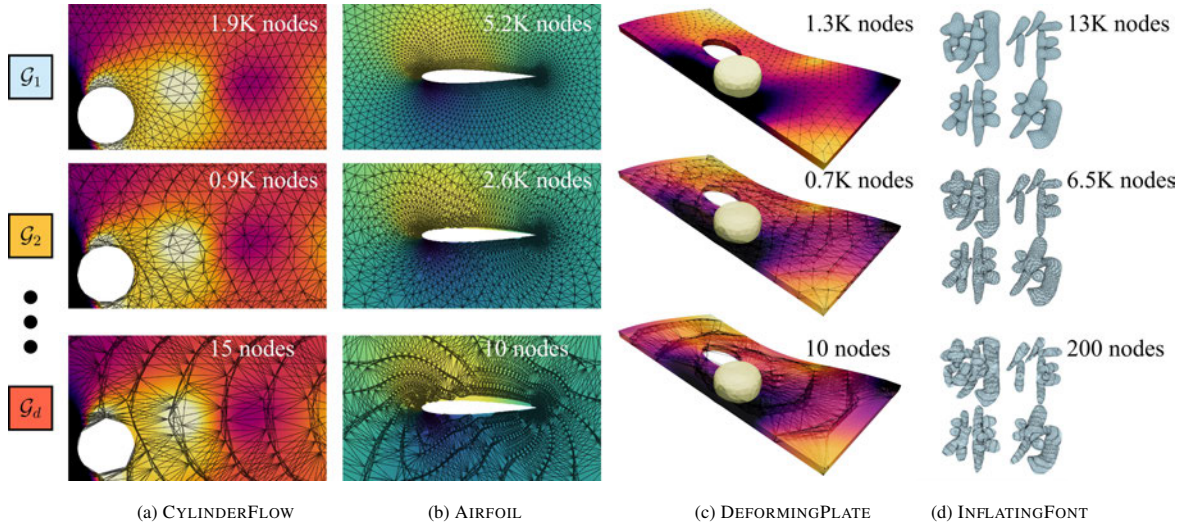 1.9K nodes
5.2K nodes
1.3K nodes
13K nodes
𝒢₁
胡作
非为
0.9K nodes
2.6K nodes
0.7K nodes
6.5K nodes
𝒢₂
胡作
非为
15 nodes
10 nodes
10 nodes
200 nodes
𝒢_d
胡作
非为
(a) CYLINDERFLOW
(b) AIRFOIL
(c) DEFORMINGPLATE
(d) INFLATINGFONT